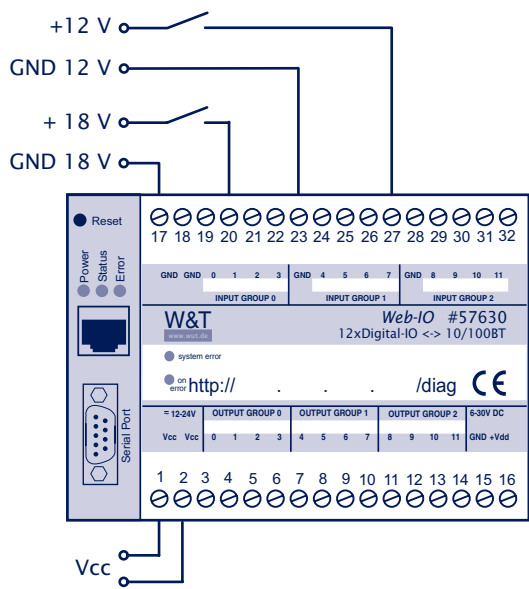 +12 V
GND 12 V
+ 18 V
GND 18 V
Reset
17 18 19 20 21 22 23 24 25 26 27 28 29 30 31 32
Power
Status
Error
GND GND 0 1 2 3 GND 4 5 6 7 GND 8 9 10 11
INPUT GROUP 0 INPUT GROUP 1 INPUT GROUP 2
W&T Web-IO #57630
www.wut.de 12xDigital-IO <-> 10/100BT
system error
on error http:// . . . /diag CE
= 12-24V OUTPUT GROUP 0 OUTPUT GROUP 1 OUTPUT GROUP 2 6-30V DC
Vcc Vcc 0 1 2 3 4 5 6 7 8 9 10 11 GND +Vdd
Serial Port
1 2 3 4 5 6 7 8 9 10 11 12 13 14 15 16
Vcc